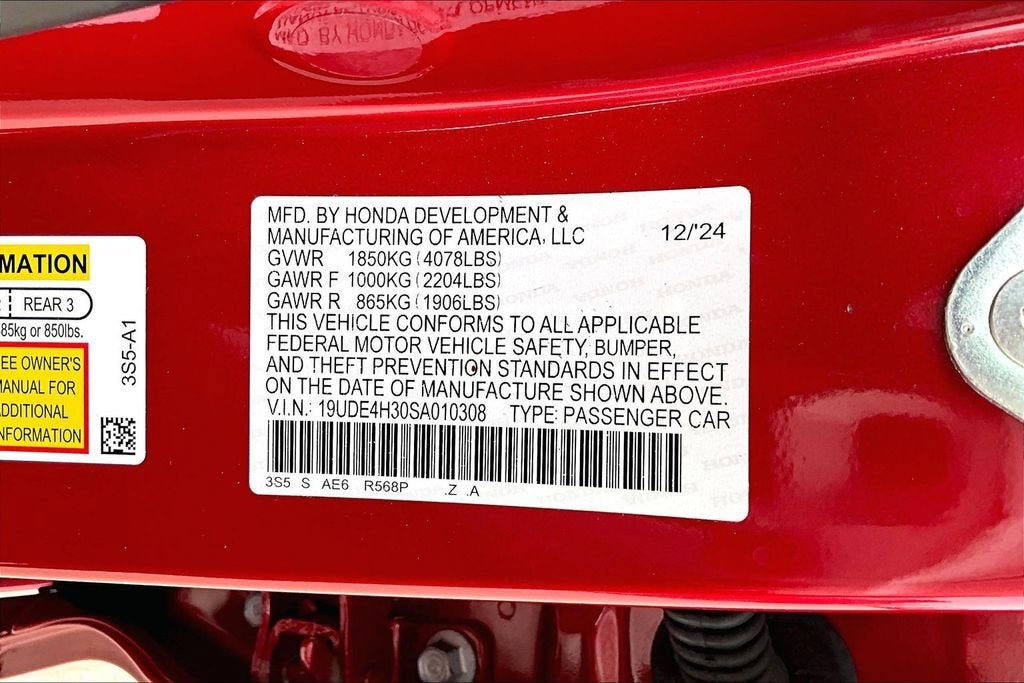 MATION
REAR 3
85kg or 850lbs.
EE OWNER'S
MANUAL FOR
ADDITIONAL
NFORMATION
3S5-A1
MFD. BY HONDA DEVELOPMENT &
MANUFACTURING OF AMERICA, LLC 12/'24
GVWR 1850KG (4078LBS)
GAWR F 1000KG (2204LBS)
GAWR R 865KG (1906LBS)
THIS VEHICLE CONFORMS TO ALL APPLICABLE
FEDERAL MOTOR VEHICLE SAFETY, BUMPER,
AND THEFT PREVENTION STANDARDS IN EFFECT
ON THE DATE OF MANUFACTURE SHOWN ABOVE.
V.I.N.: 19UDE4H30SA010308 TYPE: PASSENGER CAR
3S5 S AE6 R568P .Z .A